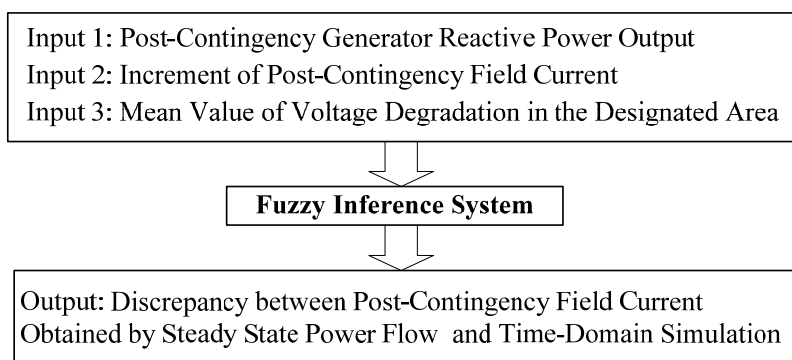 Input 1: Post-Contingency Generator Reactive Power Output
Input 2: Increment of Post-Contingency Field Current
Input 3: Mean Value of Voltage Degradation in the Designated Area
Fuzzy Inference System
Output: Discrepancy between Post-Contingency Field Current
Obtained by Steady State Power Flow and Time-Domain Simulation